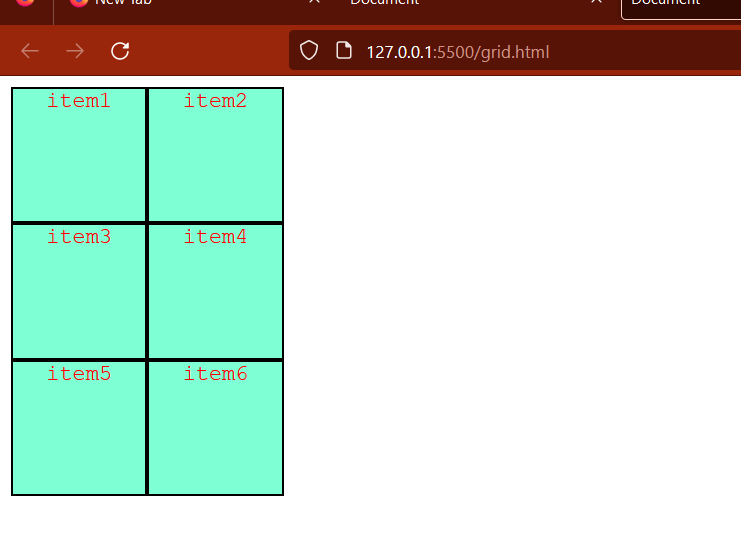 New Tab
Document
Document
127.0.0.1:5500/grid.html
item1
item2
item3
item4
item5
item6